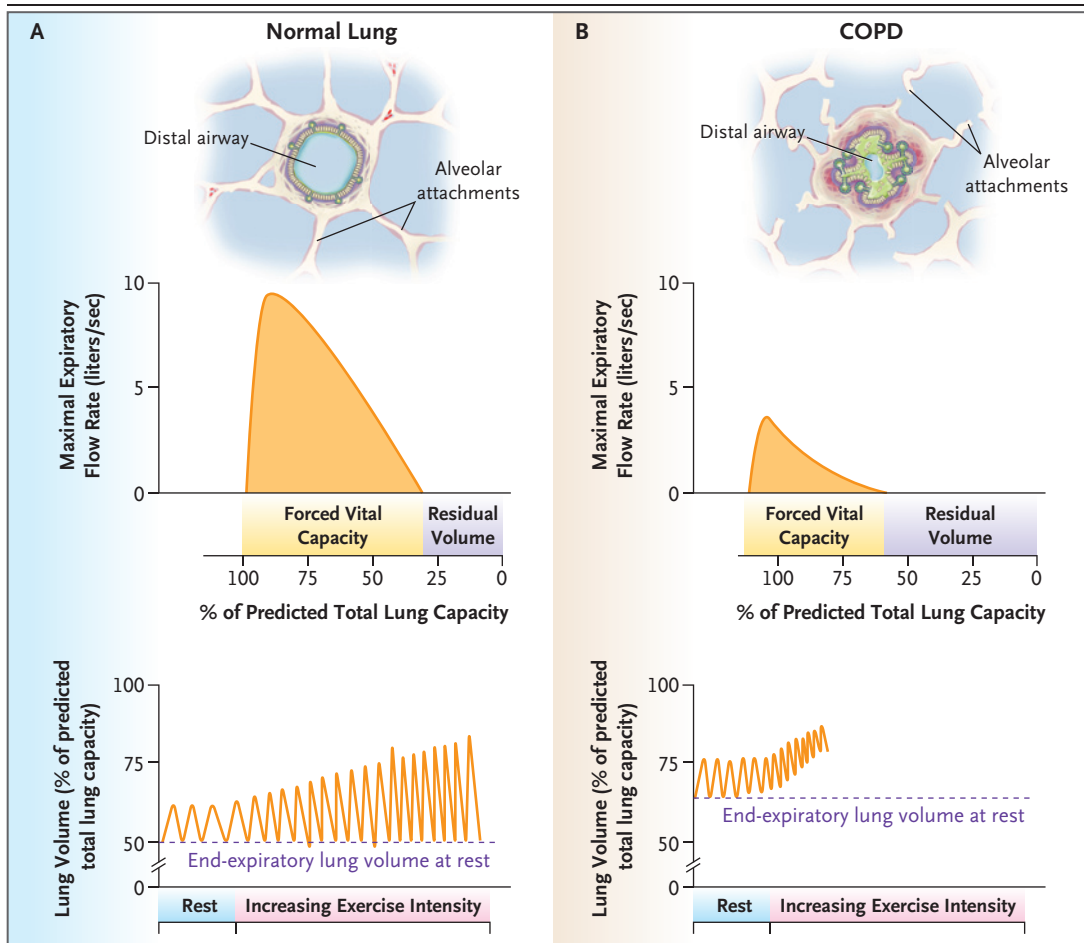 A
Normal Lung
Distal airway
Alveolar
attachments
Maximal Expiratory
Flow Rate (liters/sec)
10
5
0
Forced Vital
Capacity
Residual
Volume
100
75
50
25
0
% of Predicted Total Lung Capacity
Lung Volume (% of predicted
total lung capacity)
100
75
50
0
End-expiratory lung volume at rest
Rest
Increasing Exercise Intensity
B
COPD
Distal airway
Alveolar
attachments
Maximal Expiratory
Flow Rate (liters/sec)
10
5
0
Forced Vital
Capacity
Residual
Volume
100
75
50
25
0
% of Predicted Total Lung Capacity
Lung Volume (% of predicted
total lung capacity)
100
75
50
0
End-expiratory lung volume at rest
Rest
Increasing Exercise Intensity